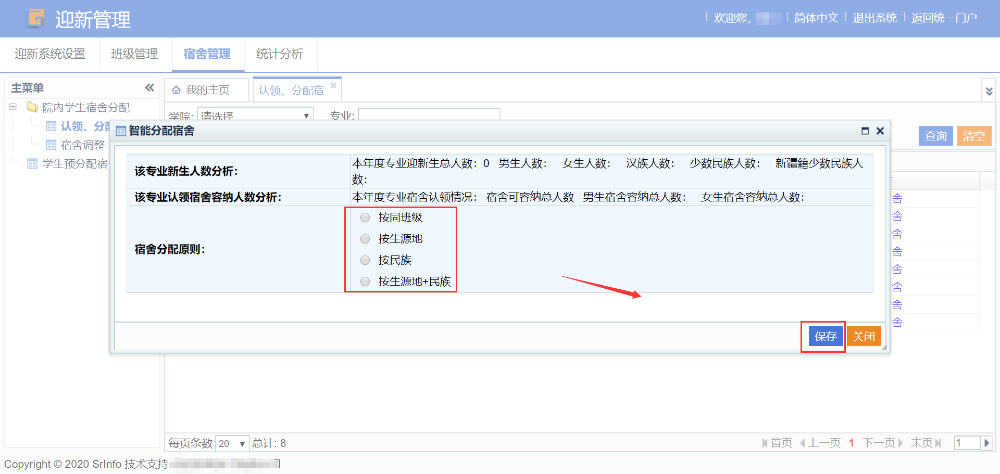 迎新管理
欢迎您,
简体中文
退出系统
返回统一门户
迎新系统设置
班级管理
宿舍管理
统计分析
主菜单
我的主页
认领、分配宿
院内学生宿舍分配
认领、分配
宿舍调整
学生预分配宿
学院:
请选择
专业:
查询
清空
智能分配宿舍
该专业新生人数分析：
本年度专业迎新生总人数：0 男生人数： 女生人数： 汉族人数： 少数民族人数： 新疆籍少数民族人
数：
该专业认领宿舍容纳人数分析：
本年度专业宿舍认领情况： 宿舍可容纳总人数 男生宿舍容纳总人数： 女生宿舍容纳总人数：
宿舍分配原则：
按同班级
按生源地
按民族
按生源地+民族
保存
关闭
舍
舍
舍
舍
舍
舍
舍
舍
每页条数 20 总计: 8
首页 上一页 1 下一页 末页 1
Copyright © 2020 SrInfo 技术支持